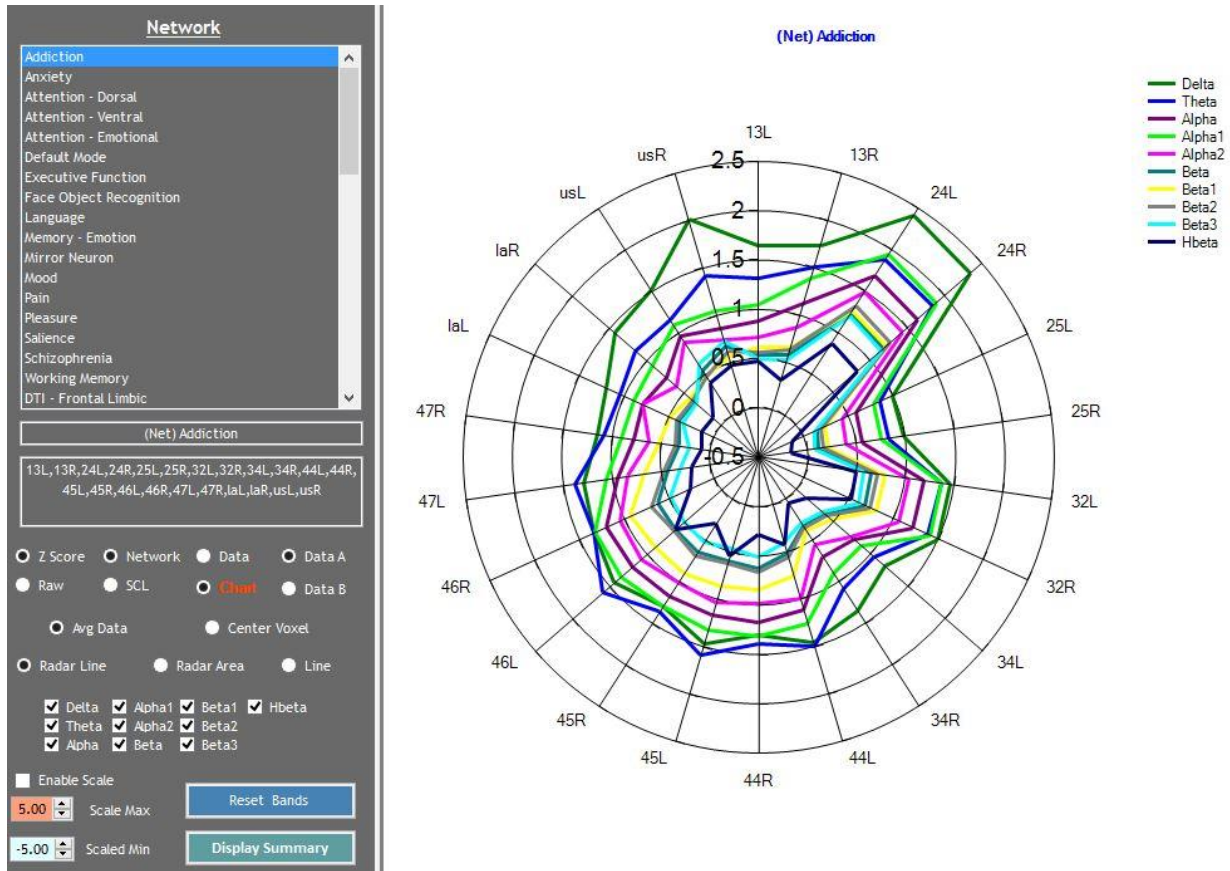 Network
Addiction
Anxiety
Attention - Dorsal
Attention - Ventral
Attention - Emotional
Default Mode
Executive Function
Face Object Recognition
Language
Memory - Emotion
Mirror Neuron
Mood
Pain
Pleasure
Salience
Schizophrenia
Working Memory
DTI - Frontal Limbic
(Net) Addiction
13L,13R,24L,24R,25L,25R,32L,32R,34L,34R,44L,44R,
45L,45R,46L,46R,47L,47R,laL,laR,usL,usR
Z Score Network Data Data A
Raw SCL Chart Data B
Avg Data Center Voxel
Radar Line Radar Area Line
Delta Alpha1 Beta1 Hbeta
Theta Alpha2 Beta2
Alpha Beta Beta3
Enable Scale
5.00 Scale Max
Reset Bands
-5.00 Scaled Min
Display Summary
(Net) Addiction
13L
13R
24L
24R
25L
25R
32L
32R
34L
34R
44L
44R
45L
45R
46L
46R
47L
47R
laL
laR
usL
usR
2.5
2
1.5
1
0.5
0
-0.5
Delta
Theta
Alpha
Alpha1
Alpha2
Beta
Beta1
Beta2
Beta3
Hbeta